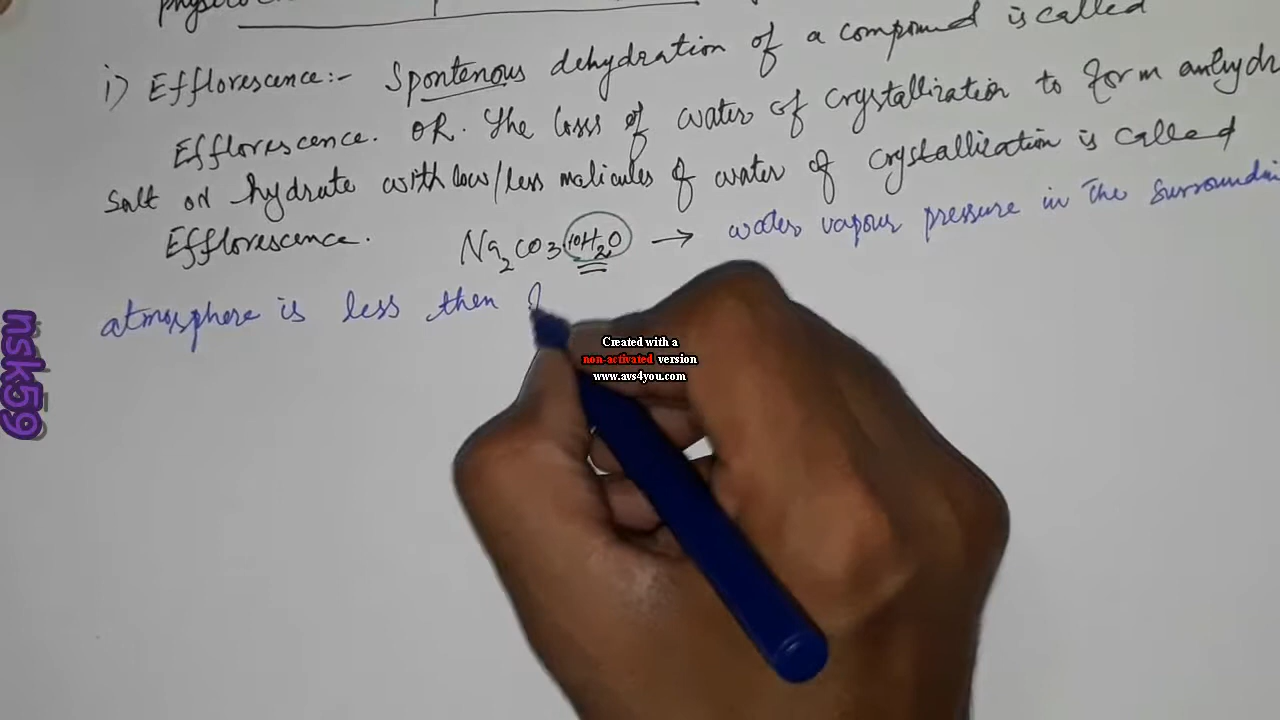 i) Efflorescence:- Spontenous dehydration of a compound is called
Efflorescence. OR. The loss of water of crystallization to form anhydr
Salt or hydrate with low/less malicules of water of crystallization is called
Efflorescence. Na2CO3 10H2O → water vapour pressure in the surroundin
atmosphere is less then
Created with a
non-activated version
www.avs4you.com
nsk59